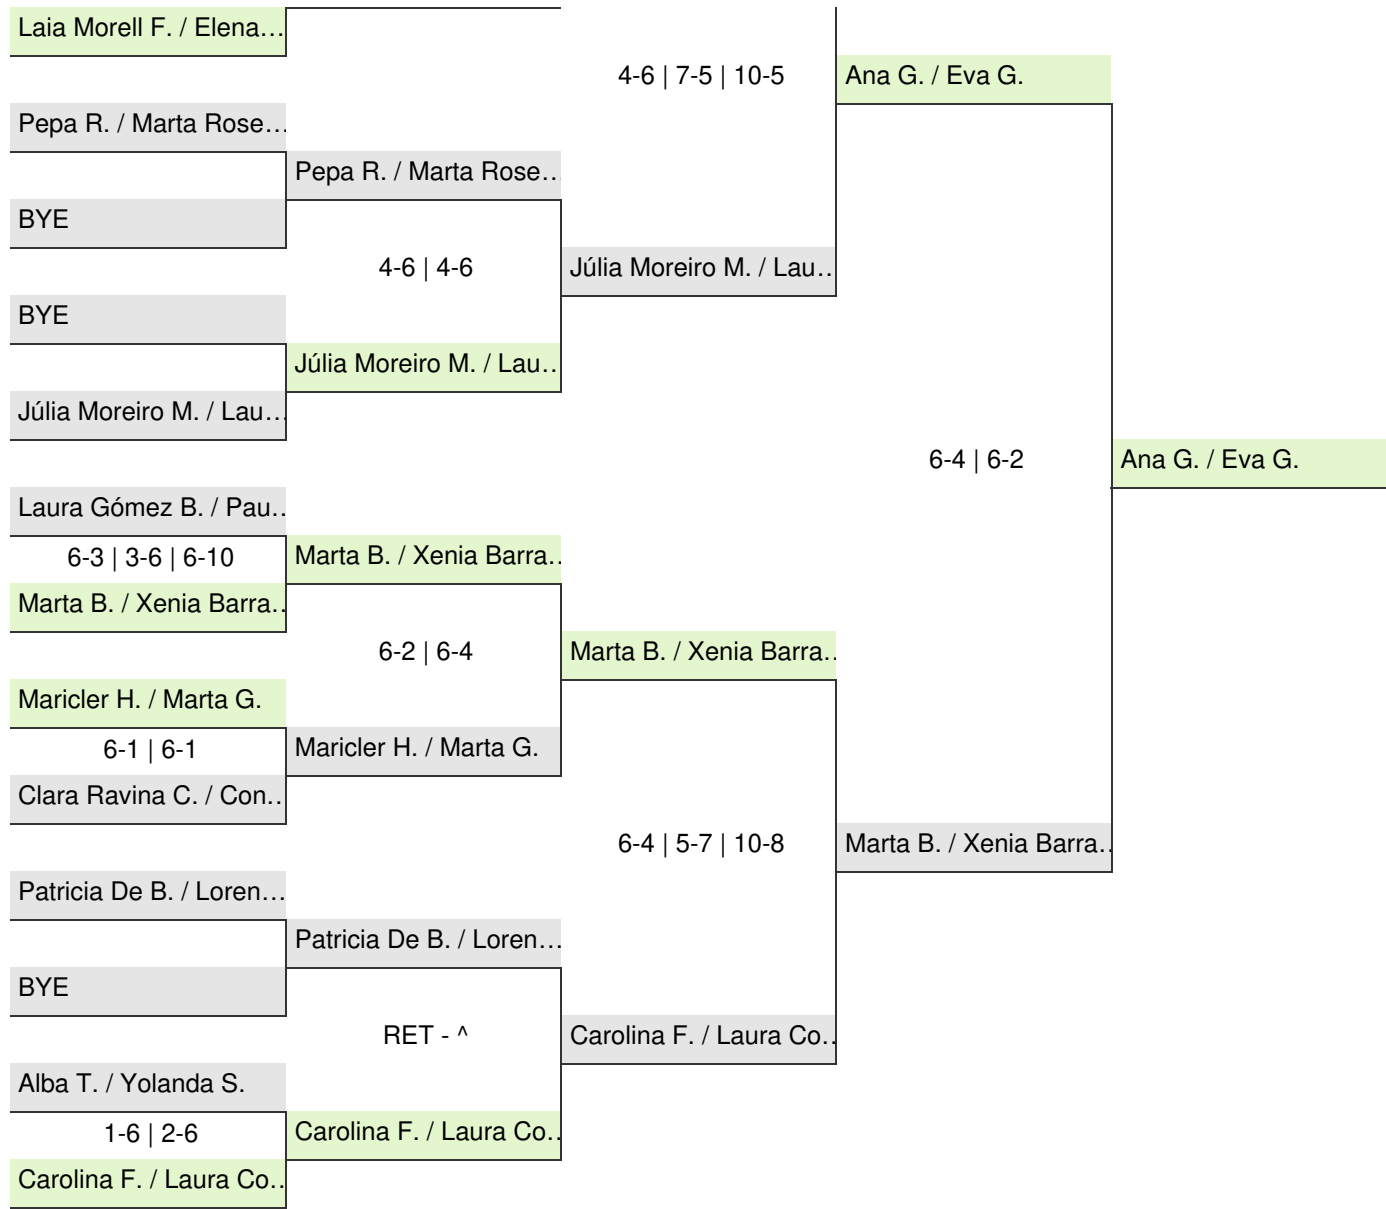 Laia Morell F. / Elena…
4-6 | 7-5 | 10-5
Ana G. / Eva G.
Pepa R. / Marta Rose…
Pepa R. / Marta Rose…
BYE
4-6 | 4-6
Júlia Moreiro M. / Lau…
BYE
Júlia Moreiro M. / Lau…
Júlia Moreiro M. / Lau…
6-4 | 6-2
Ana G. / Eva G.
Laura Gómez B. / Pau…
6-3 | 3-6 | 6-10
Marta B. / Xenia Barra…
Marta B. / Xenia Barra…
6-2 | 6-4
Marta B. / Xenia Barra…
Maricler H. / Marta G.
6-1 | 6-1
Maricler H. / Marta G.
Clara Ravina C. / Con…
6-4 | 5-7 | 10-8
Marta B. / Xenia Barra…
Patricia De B. / Loren…
Patricia De B. / Loren…
BYE
RET - ^
Carolina F. / Laura Co…
Alba T. / Yolanda S.
1-6 | 2-6
Carolina F. / Laura Co…
Carolina F. / Laura Co…